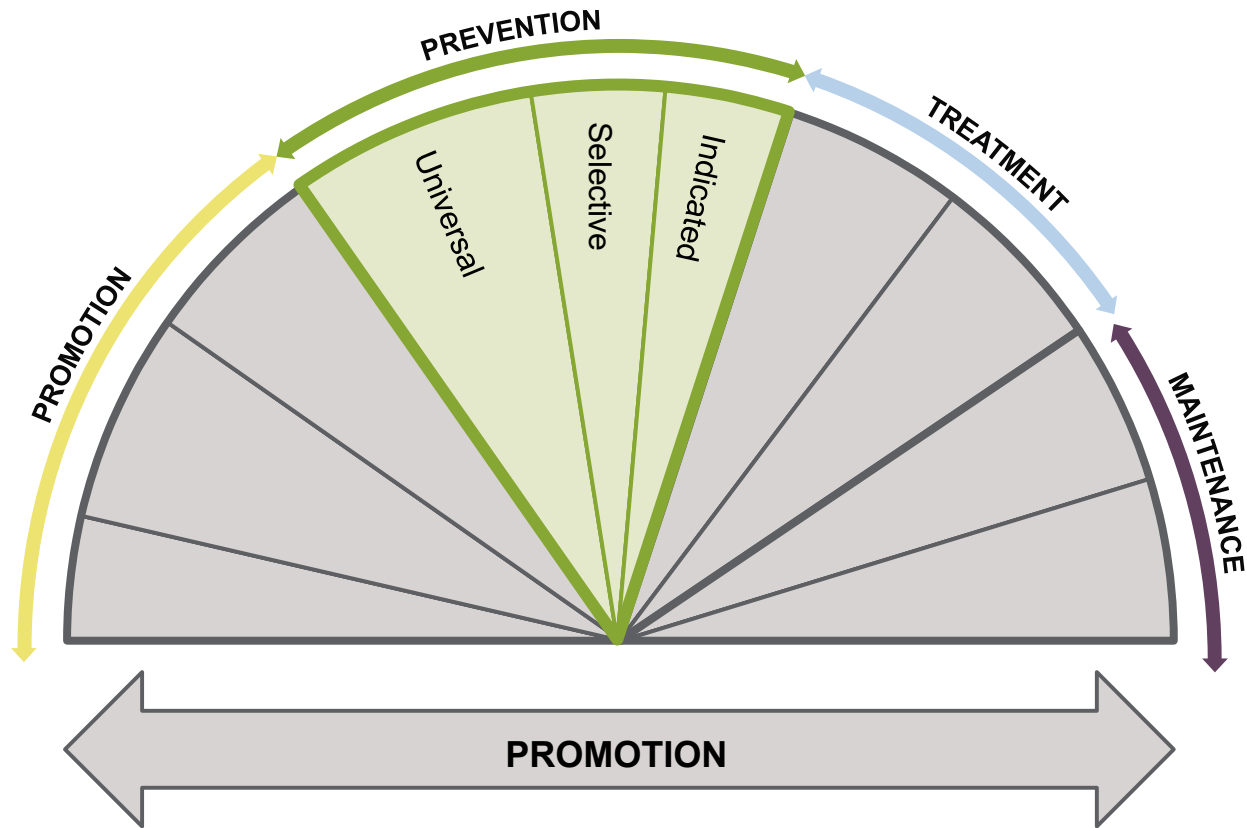 PREVENTION
TREATMENT
PROMOTION
MAINTENANCE
Universal
Selective
Indicated
PROMOTION